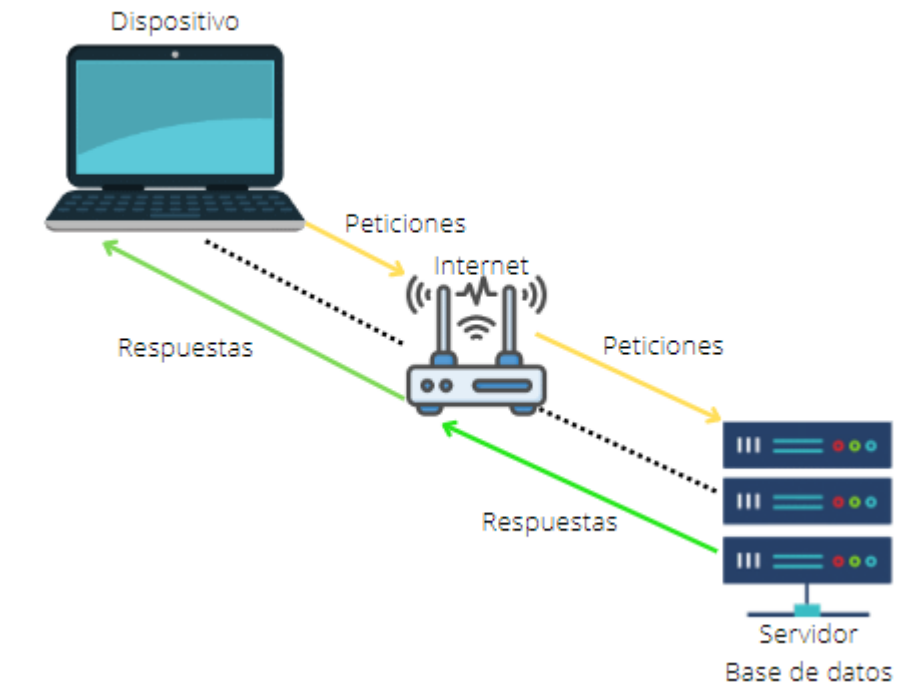 Dispositivo
Peticiones
Internet
Respuestas
Peticiones
Respuestas
Servidor
Base de datos